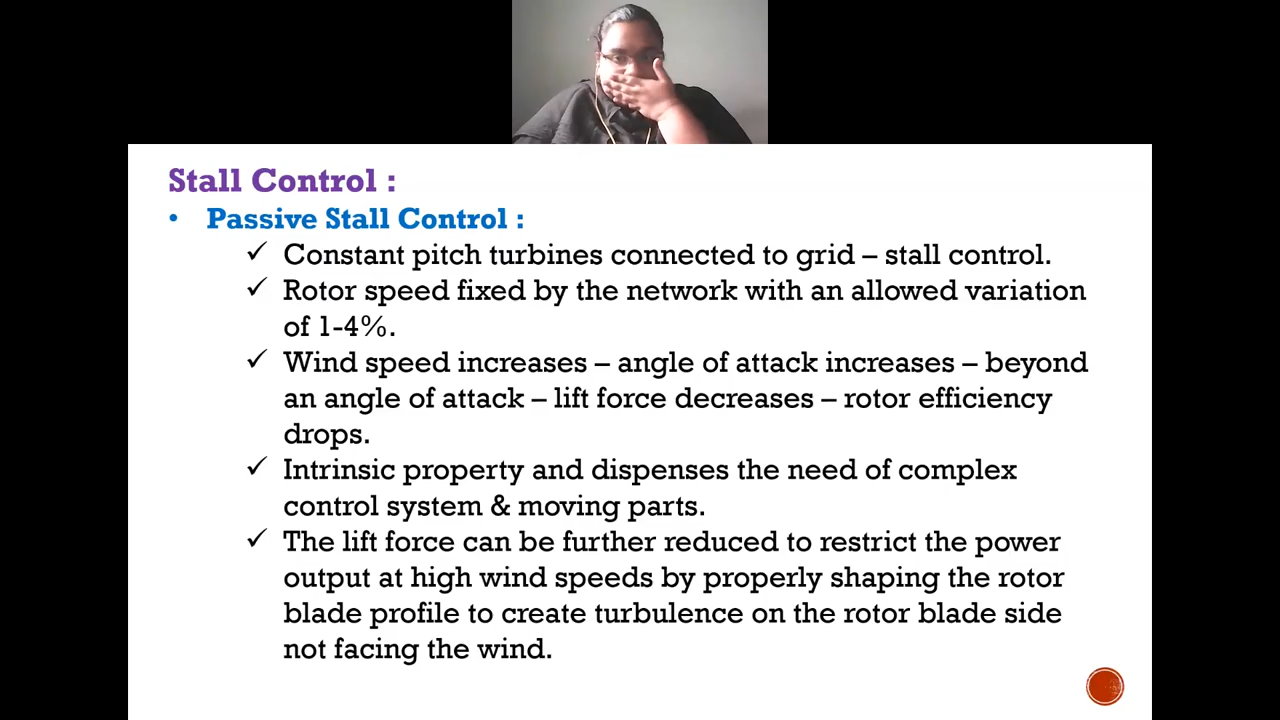 Stall Control :
• Passive Stall Control :
✓ Constant pitch turbines connected to grid – stall control.
✓ Rotor speed fixed by the network with an allowed variation
of 1-4%.
✓ Wind speed increases – angle of attack increases – beyond
an angle of attack – lift force decreases – rotor efficiency
drops.
✓ Intrinsic property and dispenses the need of complex
control system & moving parts.
✓ The lift force can be further reduced to restrict the power
output at high wind speeds by properly shaping the rotor
blade profile to create turbulence on the rotor blade side
not facing the wind.